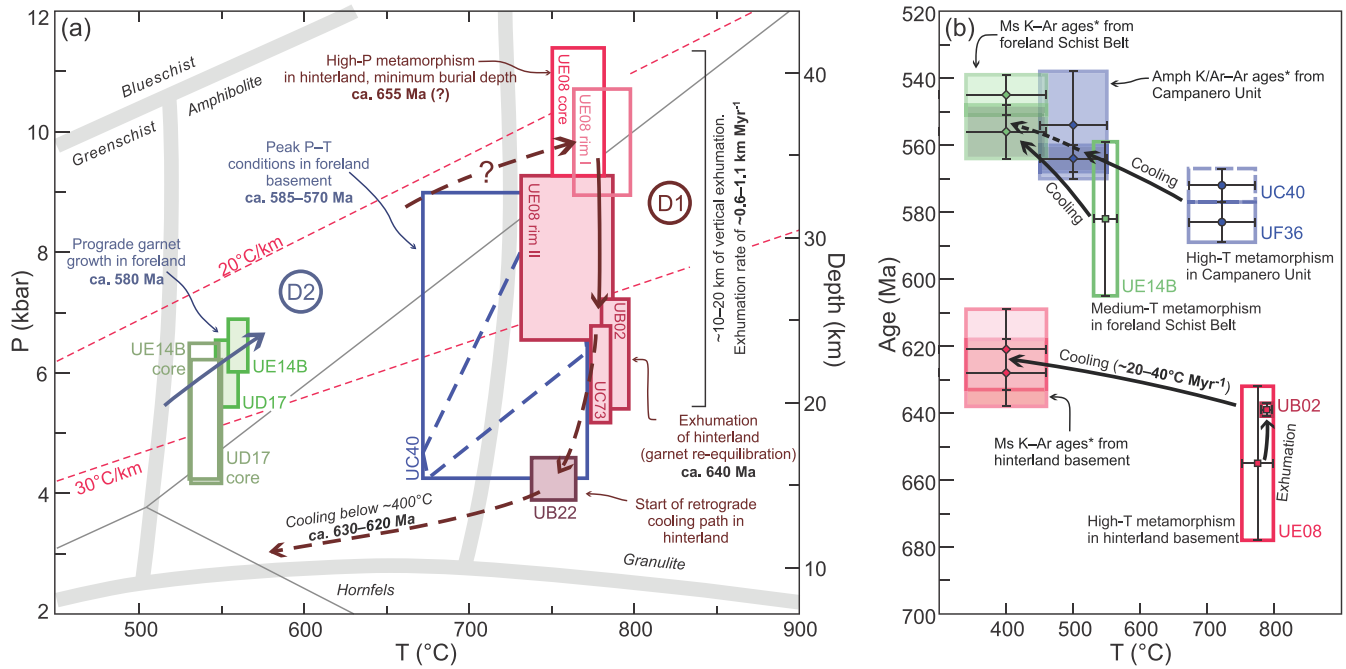 (a)
12
10
8
6
4
2
P (kbar)
500
600
700
800
900
T (°C)
40
30
20
10
Depth (km)
Blueschist
Amphibolite
Greenschist
Granulite
Hornfels
20°C/km
30°C/km
High-P metamorphism
in hinterland, minimum burial depth
ca. 655 Ma (?)
Peak P–T
conditions in foreland
basement
ca. 585–570 Ma
Prograde garnet
growth in foreland
ca. 580 Ma
D2
D1
?
UE08 core
UE08 rim I
UE08 rim II
UB02
UC73
UC40
UB22
UE14B
core
UE14B
UD17
UD17
core
~10–20 km of vertical exhumation.
Exhumation rate of ~0.6–1.1 km Myr-1
Exhumation
of hinterland
(garnet re-equilibration)
ca. 640 Ma
Start of retrograde
cooling path in
hinterland
Cooling below ~400°C
ca. 630–620 Ma
(b)
520
540
560
580
600
620
640
660
680
700
Age (Ma)
400
500
600
700
800
T (°C)
Ms K–Ar ages* from
foreland Schist Belt
Amph K/Ar–Ar ages* from
Campanero Unit
Cooling
Cooling
UC40
UF36
High-T metamorphism
in Campanero Unit
UE14B
Medium-T metamorphism
in foreland Schist Belt
Cooling (~20–40°C Myr-1)
UB02
Exhumation
UE08
Ms K–Ar ages* from
hinterland basement
High-T metamorphism
in hinterland basement